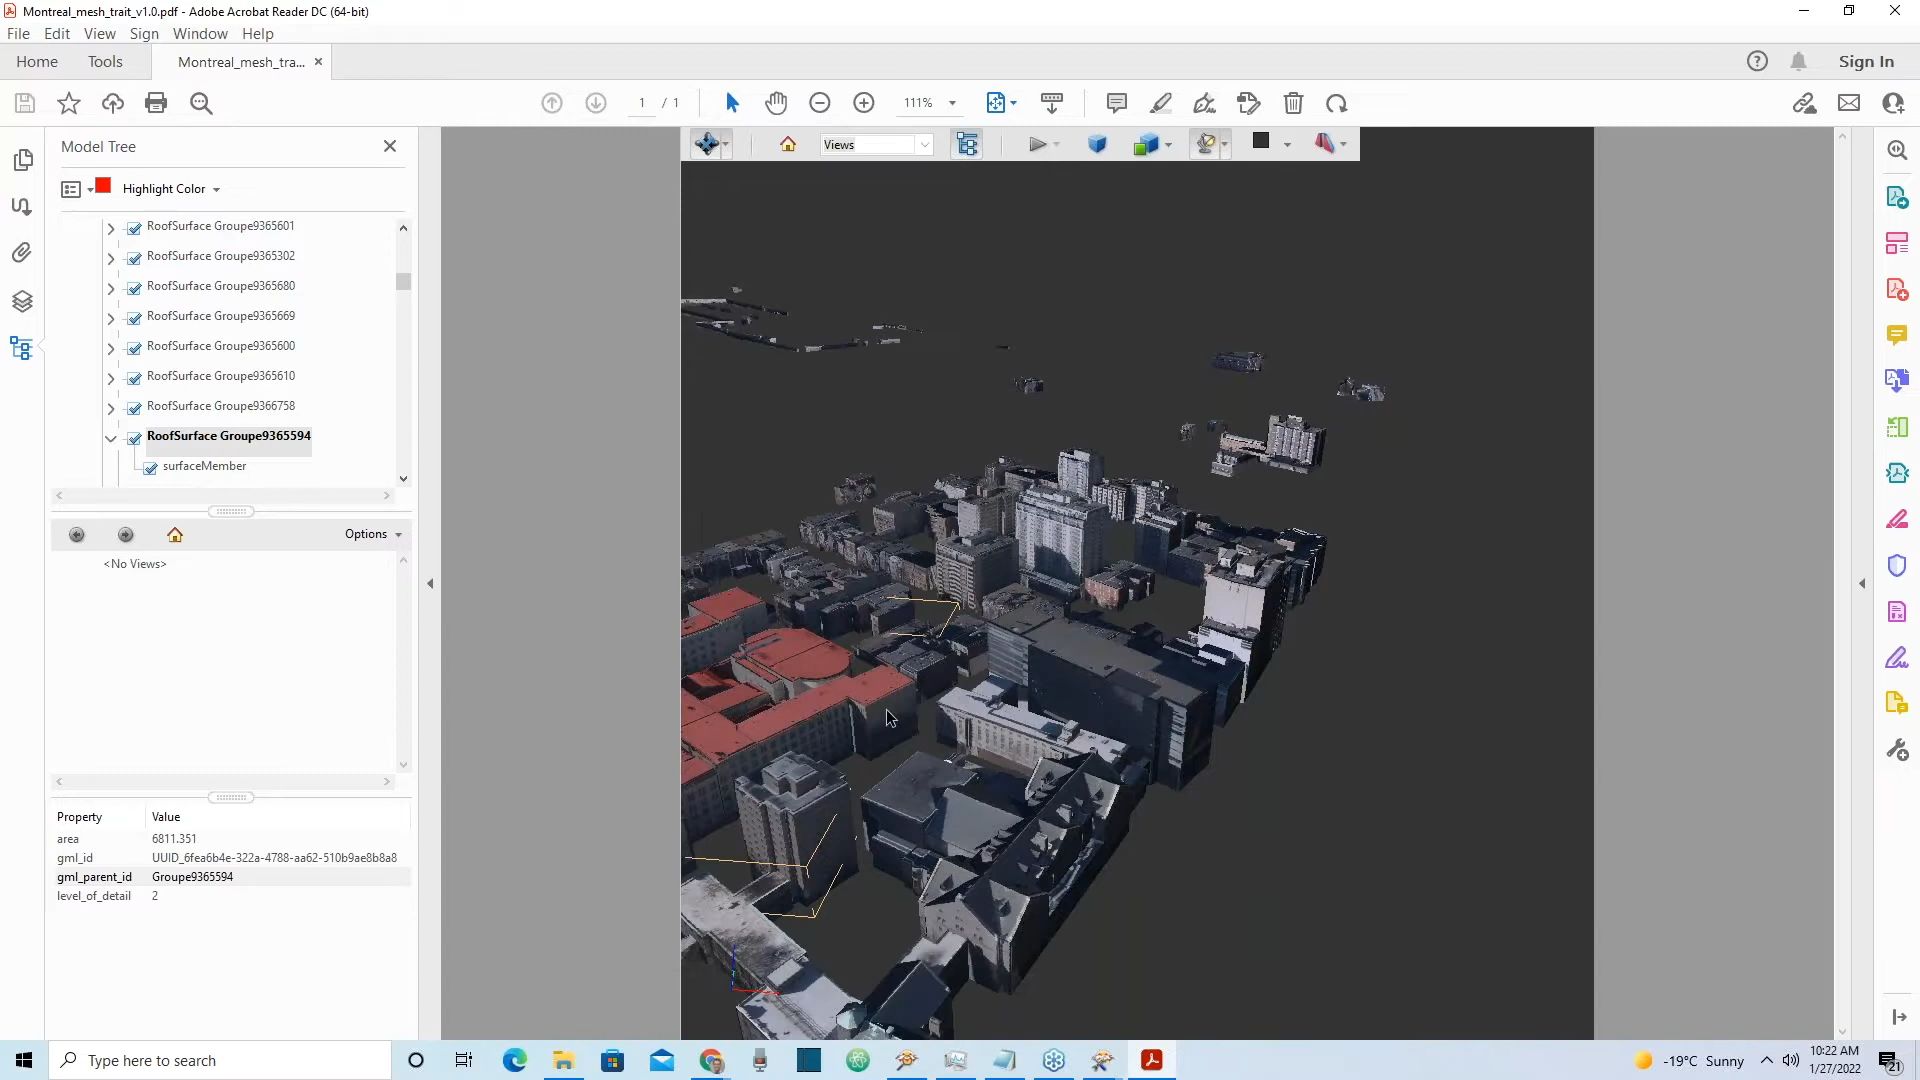 Montreal_mesh_trait_v1.0.pdf - Adobe Acrobat Reader DC (64-bit)
File Edit View Sign Window Help
Home Tools Montreal_mesh_tra... Sign In
1 / 1 111%
Model Tree
Views
Highlight Color
RoofSurface Groupe9365601
RoofSurface Groupe9365302
RoofSurface Groupe9365680
RoofSurface Groupe9365669
RoofSurface Groupe9365600
RoofSurface Groupe9365610
RoofSurface Groupe9366758
RoofSurface Groupe9365594
surfaceMember
Options
<No Views>
Property Value
area 6811.351
gml_id UUID_6fea6b4e-322a-4788-aa62-510b9ae8b8a8
gml_parent_id Groupe9365594
level_of_detail 2
Type here to search
-19°C Sunny
10:22 AM
1/27/2022
21